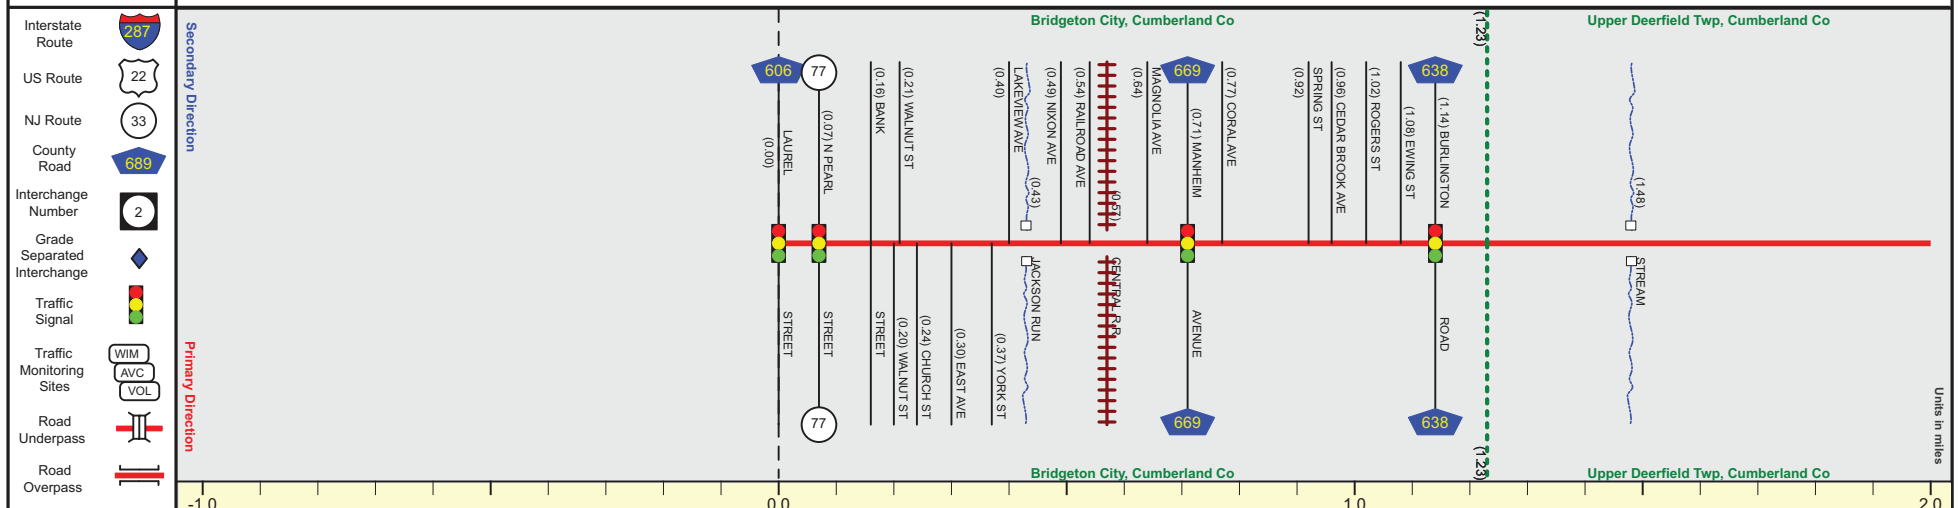 Interstate
Route
287
US Route
22
NJ Route
33
County
Road
689
Interchange
Number
2
Grade
Separated
Interchange
Traffic
Signal
Traffic
Monitoring
Sites
WIM
AVC
VOL
Road
Underpass
Road
Overpass
Secondary Direction
Primary Direction
Bridgeton City, Cumberland Co
(1.23)
Upper Deerfield Twp, Cumberland Co
606
77
669
638
LAUREL
(0.00)
(0.07) N PEARL
(0.16) BANK
(0.21) WALNUT ST
(0.40)
LAKEVIEW AVE
(0.43)
(0.49) NIXON AVE
(0.54) RAILROAD AVE
(0.57)
(0.64)
MAGNOLIA AVE
(0.71) MANHEIM
(0.77) CORAL AVE
(0.92)
SPRING ST
(0.96) CEDAR BROOK AVE
(1.02) ROGERS ST
(1.08) EWING ST
(1.14) BURLINGTON
(1.48)
STREET
STREET
STREET
(0.20) WALNUT ST
(0.24) CHURCH ST
(0.30) EAST AVE
(0.37) YORK ST
JACKSON RUN
CENTRAL R.R.
AVENUE
ROAD
STREAM
77
669
638
Bridgeton City, Cumberland Co
(1.23)
Upper Deerfield Twp, Cumberland Co
Units in miles
-1.0
0.0
1.0
2.0